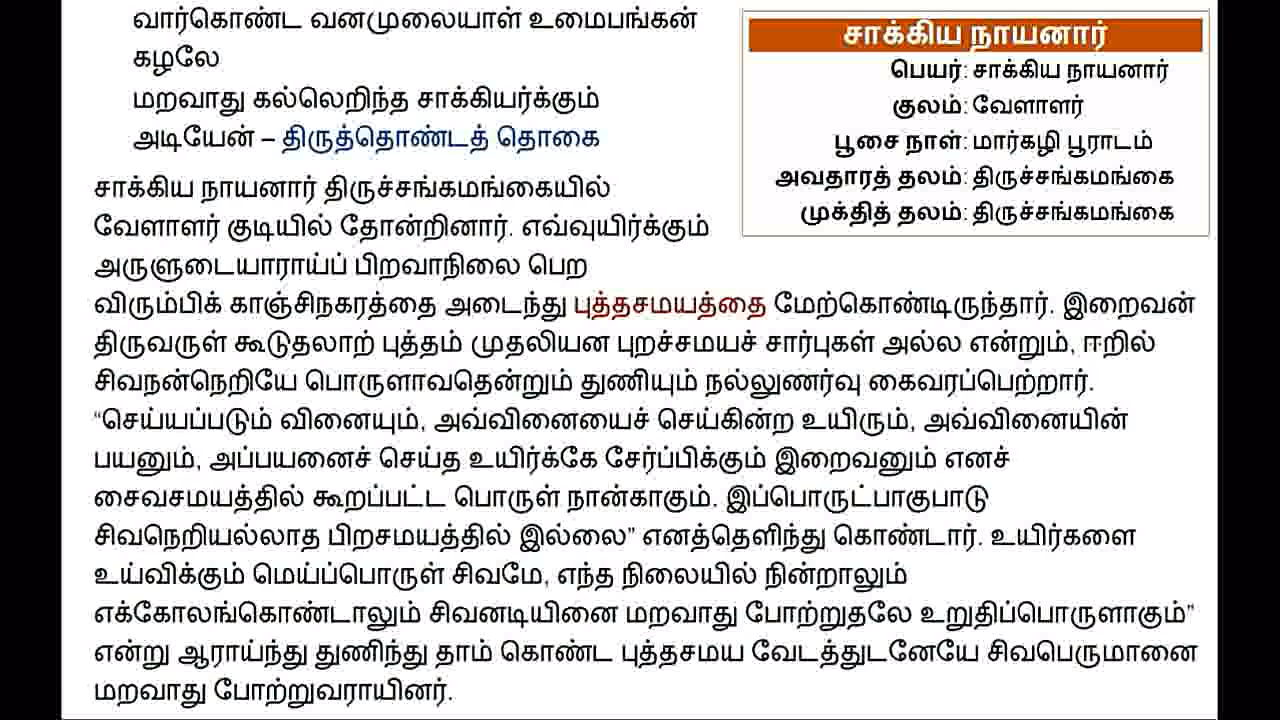 வார்கொண்ட வனமுலையாள் உமைபங்கன்
கழலே
மறவாது கல்லெறிந்த சாக்கியர்க்கும்
அடியேன் – திருத்தொண்டத் தொகை
சாக்கிய நாயனார்
பெயர்: சாக்கிய நாயனார்
குலம்: வேளாளர்
பூசை நாள்: மார்கழி பூராடம்
அவதாரத் தலம்: திருச்சங்கமங்கை
முக்தித் தலம்: திருச்சங்கமங்கை
சாக்கிய நாயனார் திருச்சங்கமங்கையில்
வேளாளர் குடியில் தோன்றினார். எவ்வுயிர்க்கும்
அருளுடையாராய்ப் பிறவாநிலை பெற
விரும்பிக் காஞ்சிநகரத்தை அடைந்து புத்தசமயத்தை மேற்கொண்டிருந்தார். இறைவன்
திருவருள் கூடுதலாற் புத்தம் முதலியன புறச்சமயச் சார்புகள் அல்ல என்றும், ஈறில்
சிவநன்நெறியே பொருளாவதென்றும் துணியும் நல்லுணர்வு கைவரப்பெற்றார்.
“செய்யப்படும் வினையும், அவ்வினையைச் செய்கின்ற உயிரும், அவ்வினையின்
பயனும், அப்பயனைச் செய்த உயிர்க்கே சேர்ப்பிக்கும் இறைவனும் எனச்
சைவசமயத்தில் கூறப்பட்ட பொருள் நான்காகும். இப்பொருட்பாகுபாடு
சிவநெறியல்லாத பிறசமயத்தில் இல்லை” எனத்தெளிந்து கொண்டார். உயிர்களை
உய்விக்கும் மெய்ப்பொருள் சிவமே, எந்த நிலையில் நின்றாலும்
எக்கோலங்கொண்டாலும் சிவனடியினை மறவாது போற்றுதலே உறுதிப்பொருளாகும்”
என்று ஆராய்ந்து துணிந்து தாம் கொண்ட புத்தசமய வேடத்துடனேயே சிவபெருமானை
மறவாது போற்றுவராயினர்.